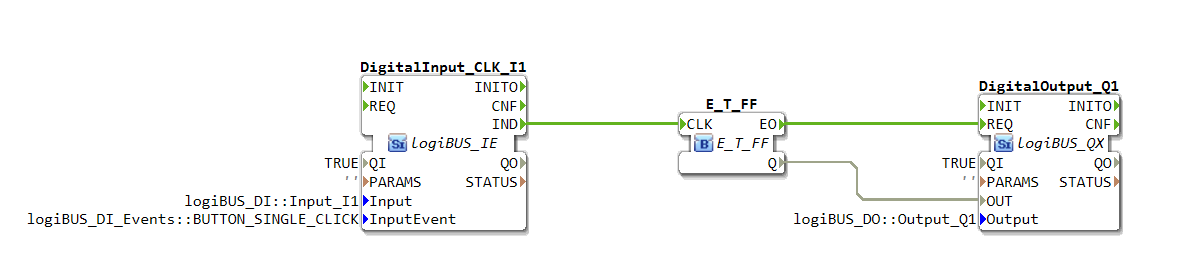 DigitalInput_CLK_I1
INIT INITO
REQ CNF
IND
logiBUS_IE
TRUE QI QO
'' PARAMS STATUS
logiBUS_DI::Input_I1 Input
logiBUS_DI_Events::BUTTON_SINGLE_CLICK InputEvent
E_T_FF
CLK EO
B E_T_FF
Q
DigitalOutput_Q1
INIT INITO
REQ CNF
Si logiBUS_QX
TRUE QI QO
'' PARAMS STATUS
OUT
logiBUS_DO::Output_Q1 Output